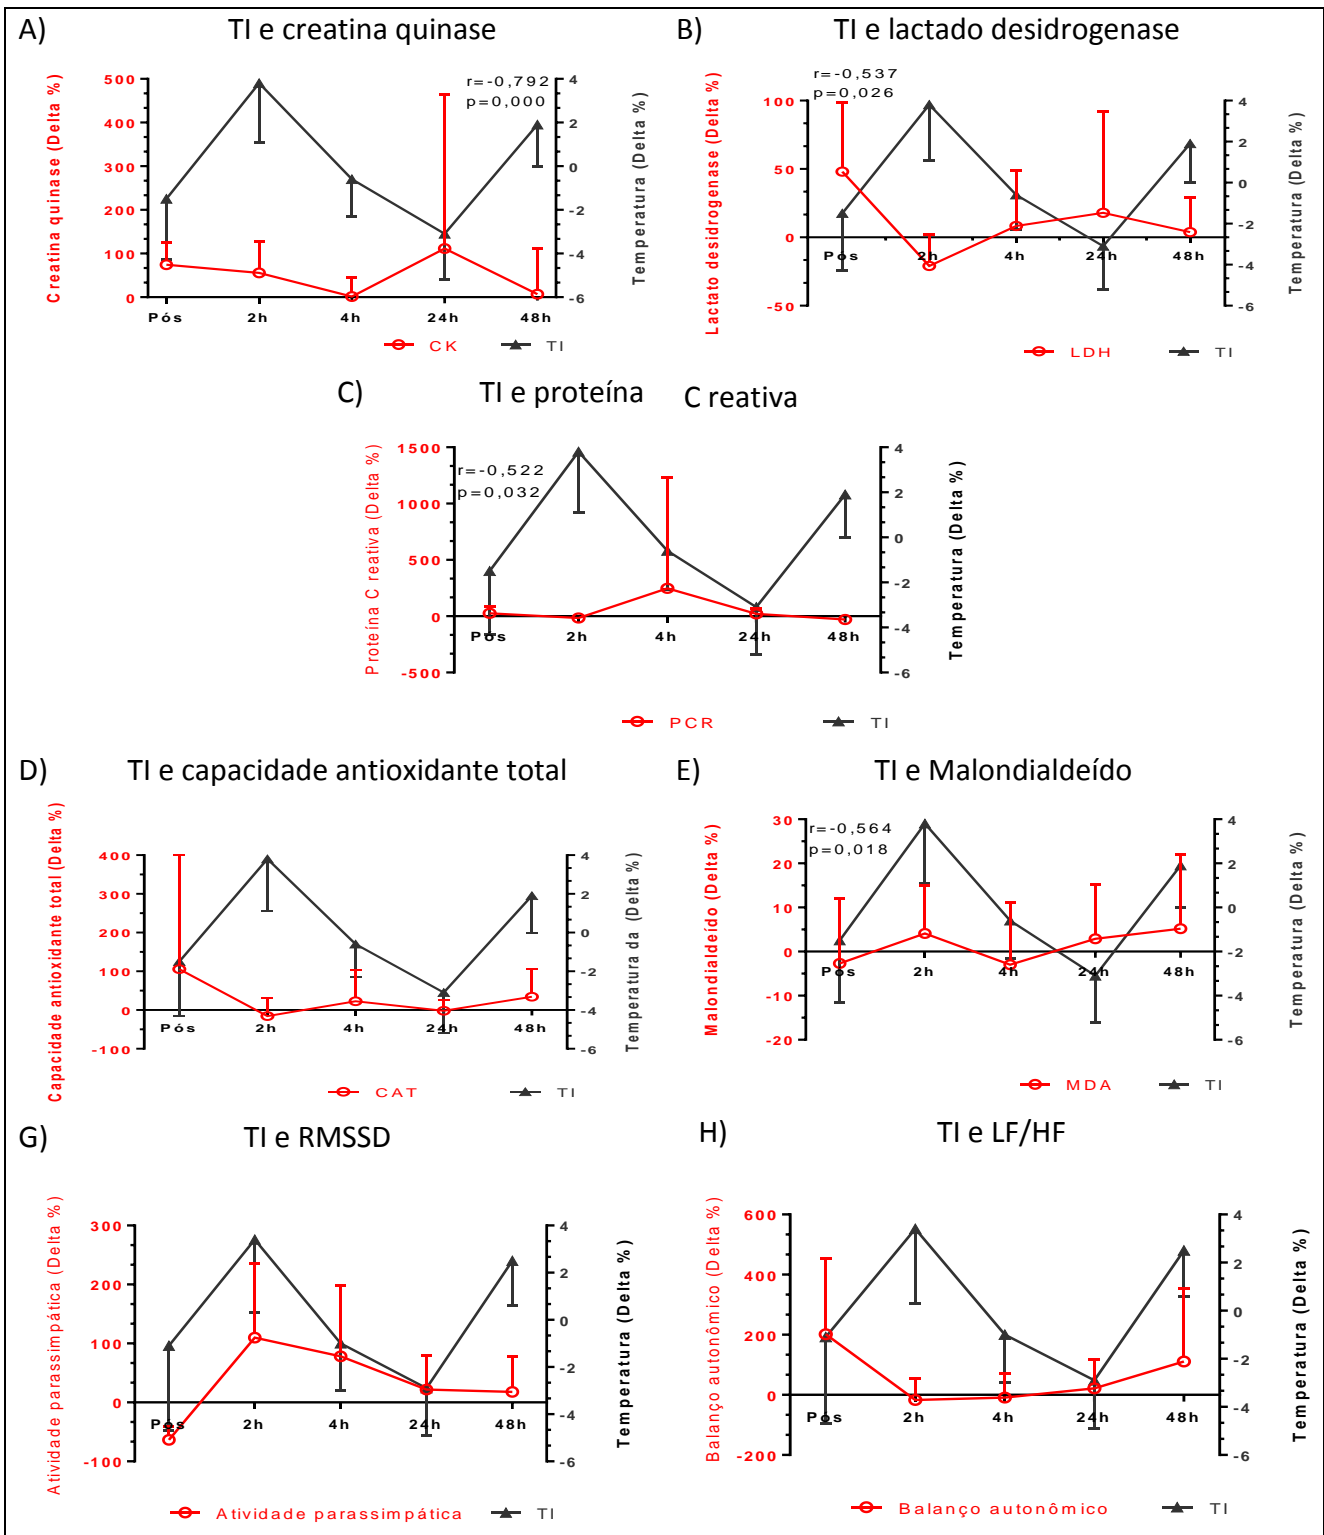 A) TI e creatina quinase
Creatina quinase (Delta %)
500
400
300
200
100
0
r=-0,792
p=0,000
4
2
0
-2
-4
-6
Temperatura (Delta %)
Pós 2h 4h 24h 48h
CK TI
B) TI e lactado desidrogenase
Lactato desidrogenase (Delta %)
100
50
0
-50
r=-0,537
p=0,026
4
2
0
-2
-4
-6
Temperatura (Delta %)
Pós 2h 4h 24h 48h
LDH TI
C) TI e proteína C reativa
Proteína C reativa (Delta %)
1500
1000
500
0
-500
r=-0,522
p=0,032
4
2
0
-2
-4
-6
Temperatura (Delta %)
Pós 2h 4h 24h 48h
PCR TI
D) TI e capacidade antioxidante total
Capacidade antioxidante total (Delta %)
400
300
200
100
0
-100
4
2
0
-2
-4
-6
Temperatura da (Delta %)
Pós 2h 4h 24h 48h
CAT TI
E) TI e Malondialdeído
Malondialdeído (Delta %)
30
20
10
0
-10
-20
r=-0,564
p=0,018
4
2
0
-2
-4
-6
Temperatura (Delta %)
Pós 2h 4h 24h 48h
MDA TI
G) TI e RMSSD
Atividade parassimpática (Delta %)
300
200
100
0
-100
4
2
0
-2
-4
-6
Temperatura (Delta %)
Pós 2h 4h 24h 48h
Atividade parassimpática TI
H) TI e LF/HF
Balanço autonômico (Delta %)
600
400
200
0
-200
4
2
0
-2
-4
-6
Temperatura (Delta %)
Pós 2h 4h 24h 48h
Balanço autonômico TI